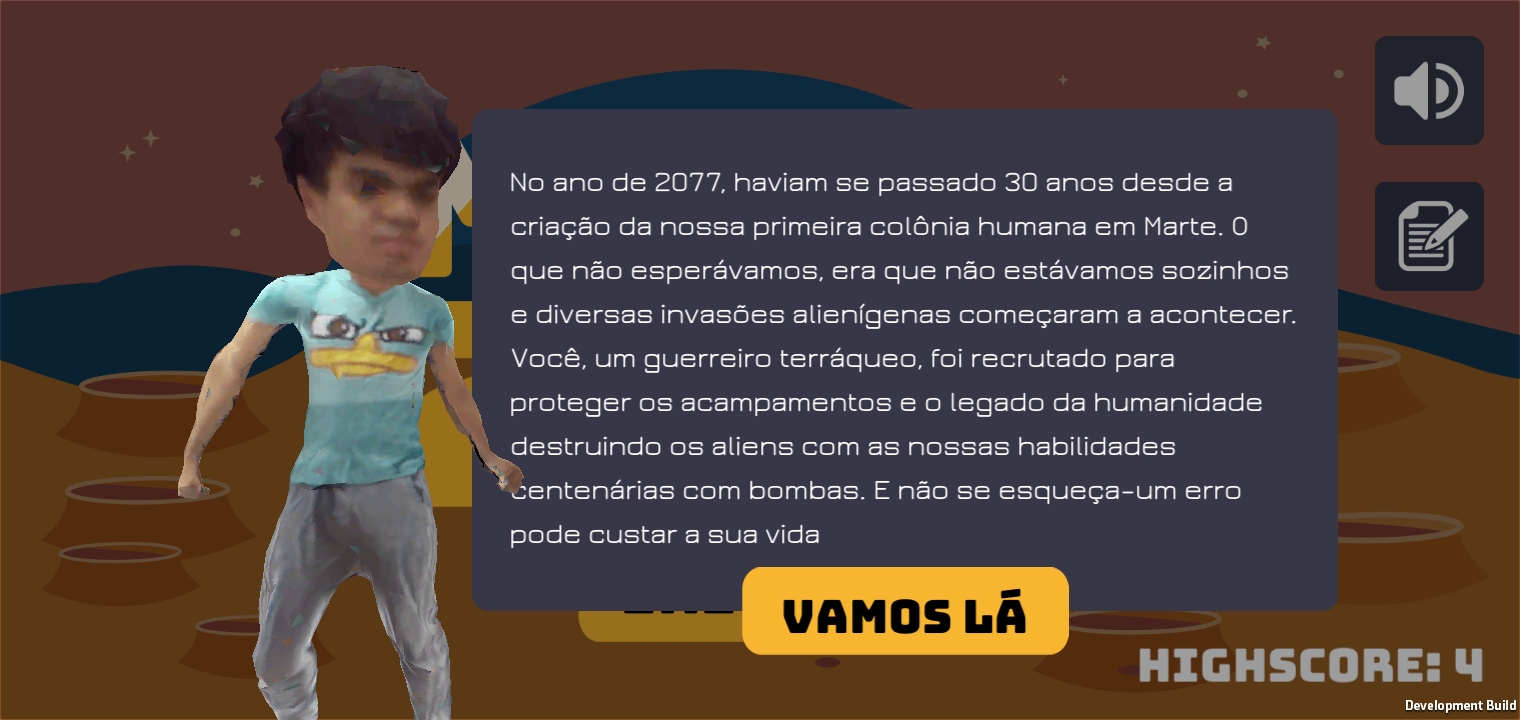 No ano de 2077, haviam se passado 30 anos desde a
criação da nossa primeira colônia humana em Marte. O
que não esperávamos, era que não estávamos sozinhos
e diversas invasões alienígenas começaram a acontecer.
Você, um guerreiro terráqueo, foi recrutado para
proteger os acampamentos e o legado da humanidade
destruindo os aliens com as nossas habilidades
centenárias com bombas. E não se esqueça-um erro
pode custar a sua vida
VAMOS LÁ
HIGHSCORE: 4
Development Build